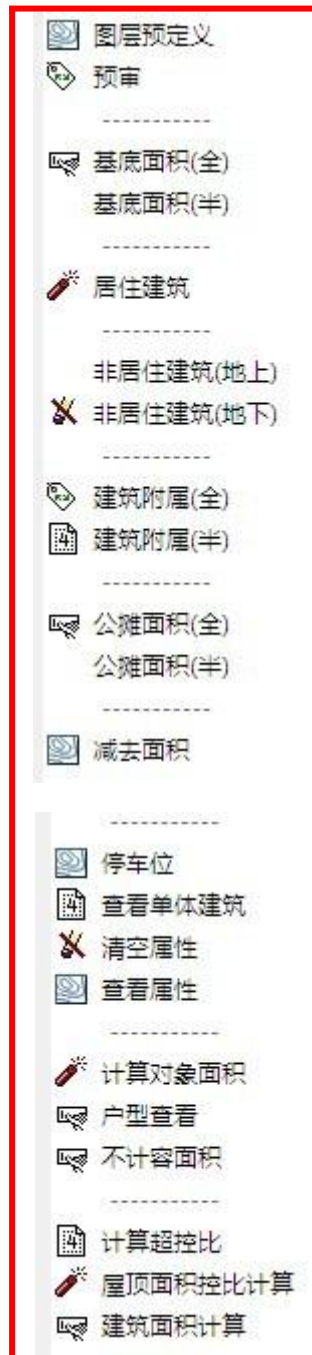 图层预定义
预审
-----------
基底面积(全)
基底面积(半)
-----------
居住建筑
-----------
非居住建筑(地上)
非居住建筑(地下)
-----------
建筑附属(全)
建筑附属(半)
-----------
公摊面积(全)
公摊面积(半)
-----------
减去面积
-----------
停车位
查看单体建筑
清空属性
查看属性
-----------
计算对象面积
户型查看
不计容面积
-----------
计算超控比
屋顶面积控比计算
建筑面积计算